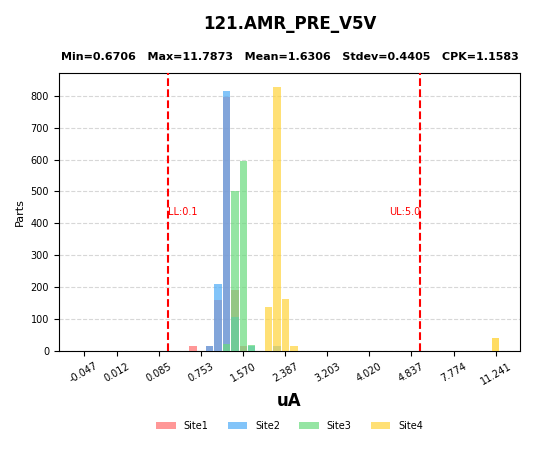 121.AMR_PRE_V5V
Min=0.6706 Max=11.7873 Mean=1.6306 Stdev=0.4405 CPK=1.1583
Parts
800
700
600
500
400
300
200
100
0
LL:0.1
UL:5.0
-0.047 0.012 0.085 0.753 1.570 2.387 3.203 4.020 4.837 7.774 11.241
uA
Site1 Site2 Site3 Site4